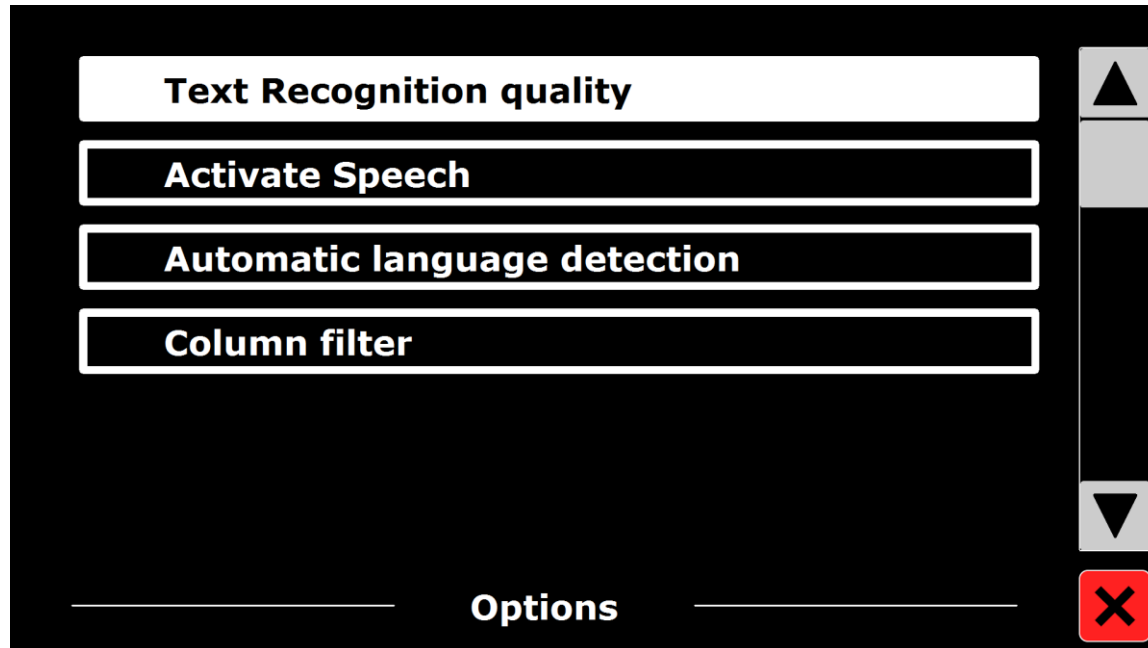 Text Recognition quality
Activate Speech
Automatic language detection
Column filter
Options